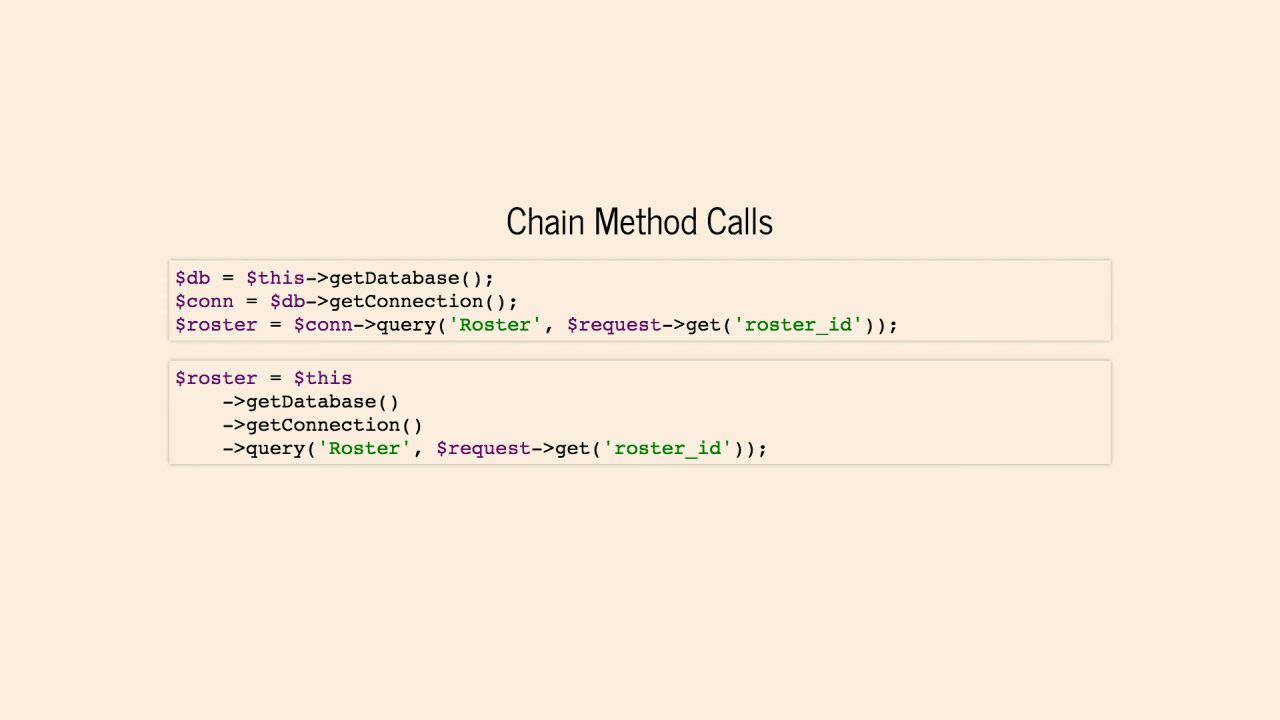 Chain Method Calls
$db = $this->getDatabase();
$conn = $db->getConnection();
$roster = $conn->query('Roster', $request->get('roster_id'));
$roster = $this
    ->getDatabase()
    ->getConnection()
    ->query('Roster', $request->get('roster_id'));